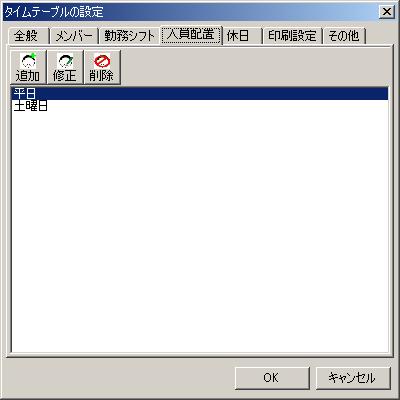 タイムテーブルの設定
全般 メンバー 勤務シフト 人員配置 休日 印刷設定 その他
追加 修正 削除
平日
土曜日
OK キャンセル